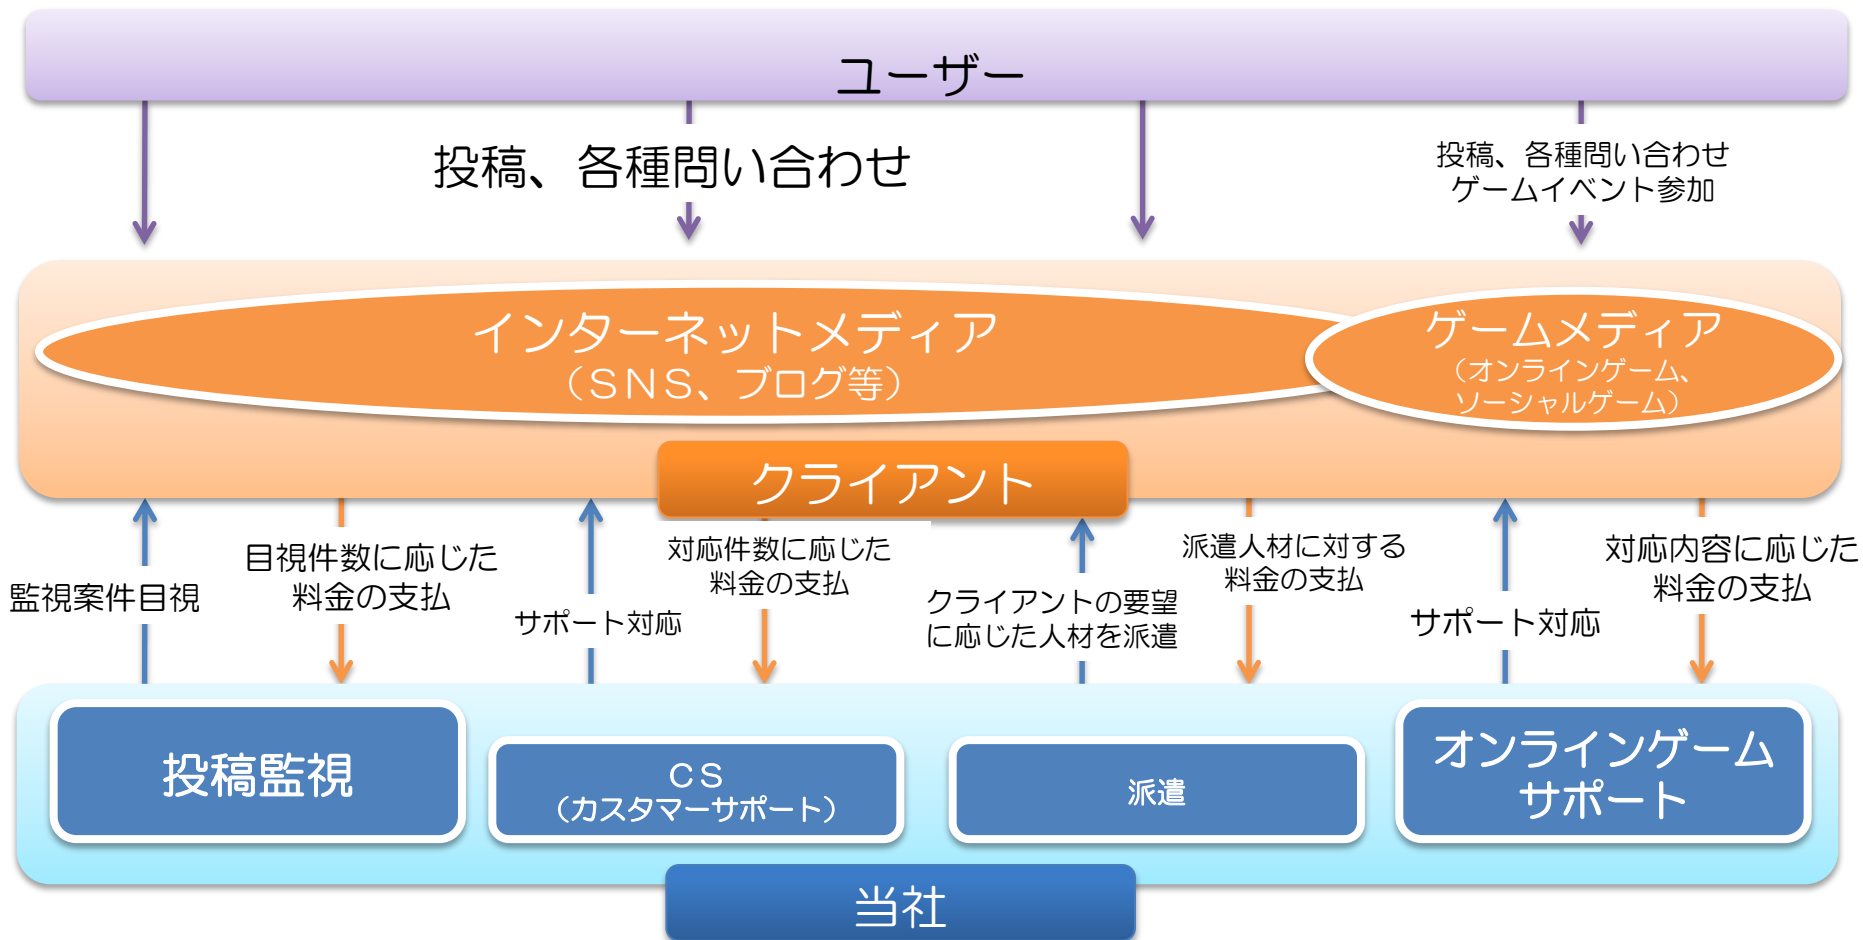 ユーザー
投稿、各種問い合わせ
投稿、各種問い合わせ
ゲームイベント参加
インターネットメディア
（ＳＮＳ、ブログ等）
ゲームメディア
（オンラインゲーム、
ソーシャルゲーム）
クライアント
監視案件目視
目視件数に応じた
料金の支払
サポート対応
対応件数に応じた
料金の支払
クライアントの要望
に応じた人材を派遣
派遣人材に対する
料金の支払
サポート対応
対応内容に応じた
料金の支払
投稿監視
ＣＳ
（カスタマーサポート）
派遣
オンラインゲーム
サポート
当社